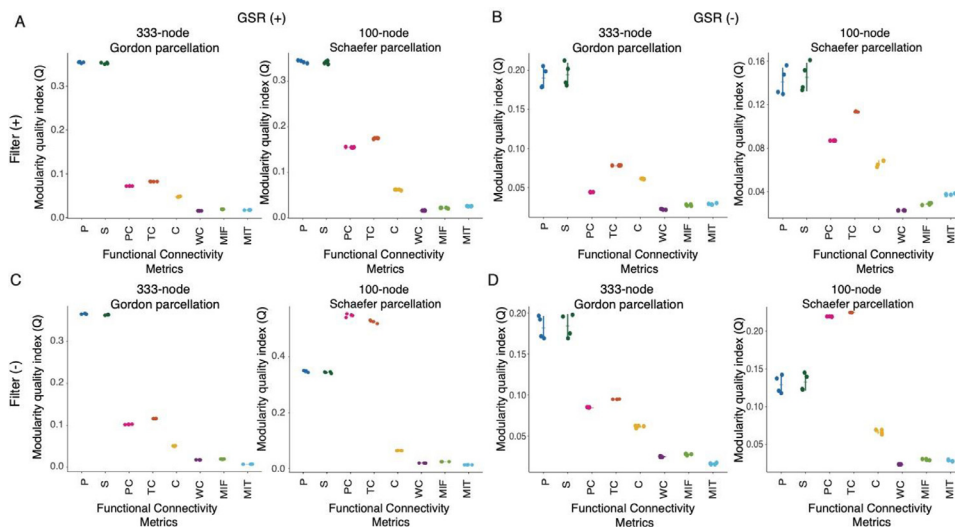 GSR (+)
GSR (-)
A
333-node
Gordon parcellation
100-node
Schaefer parcellation
B
333-node
Gordon parcellation
100-node
Schaefer parcellation
Filter (+)
Modularity quality index (Q)
0.3
0.2
0.1
0.0
P
S
PC
TC
C
WC
MIF
MIT
Modularity quality index (Q)
0.3
0.2
0.1
0.0
P
S
PC
TC
C
WC
MIF
MIT
Modularity quality index (Q)
0.20
0.15
0.10
0.05
P
S
PC
TC
C
WC
MIF
MIT
Modularity quality index (Q)
0.16
0.12
0.08
0.04
P
S
PC
TC
C
WC
MIF
MIT
Functional Connectivity
Metrics
Functional Connectivity
Metrics
Functional Connectivity
Metrics
Functional Connectivity
Metrics
C
333-node
Gordon parcellation
100-node
Schaefer parcellation
D
333-node
Gordon parcellation
100-node
Schaefer parcellation
Filter (-)
Modularity quality index (Q)
0.3
0.2
0.1
0.0
P
S
PC
TC
C
WC
MIF
MIT
Modularity quality index (Q)
0.4
0.2
0.0
P
S
PC
TC
C
WC
MIF
MIT
Modularity quality index (Q)
0.20
0.15
0.10
0.05
P
S
PC
TC
C
WC
MIF
MIT
Modularity quality index (Q)
0.20
0.15
0.10
0.05
P
S
PC
TC
C
WC
MIF
MIT
Functional Connectivity
Metrics
Functional Connectivity
Metrics
Functional Connectivity
Metrics
Functional Connectivity
Metrics